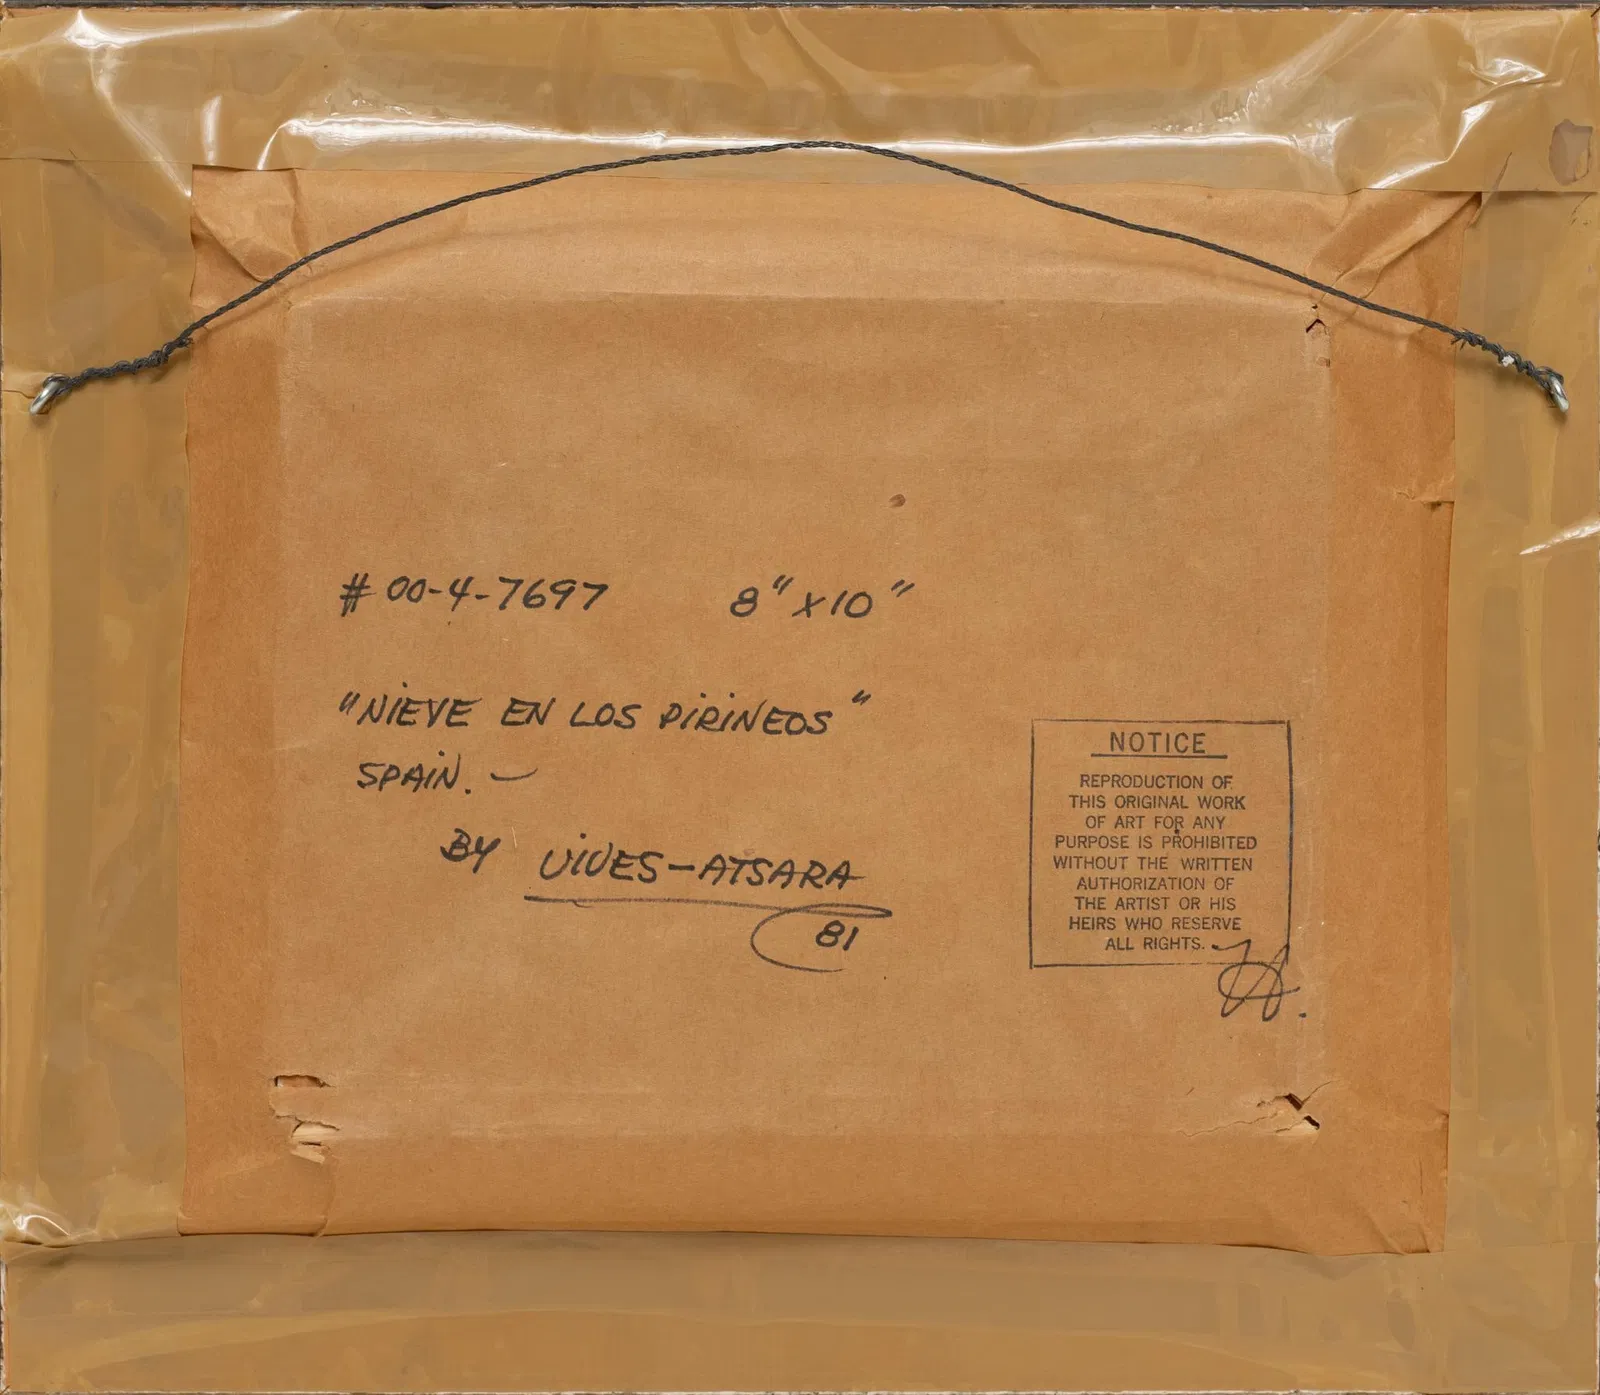 # 00-4-7697 8" x 10"
"NIEVE EN LOS PIRINEOS"
SPAIN. —
BY VIVES-ATSARA
81
NOTICE
REPRODUCTION OF
THIS ORIGINAL WORK
OF ART FOR ANY
PURPOSE IS PROHIBITED
WITHOUT THE WRITTEN
AUTHORIZATION OF
THE ARTIST OR HIS
HEIRS WHO RESERVE
ALL RIGHTS.